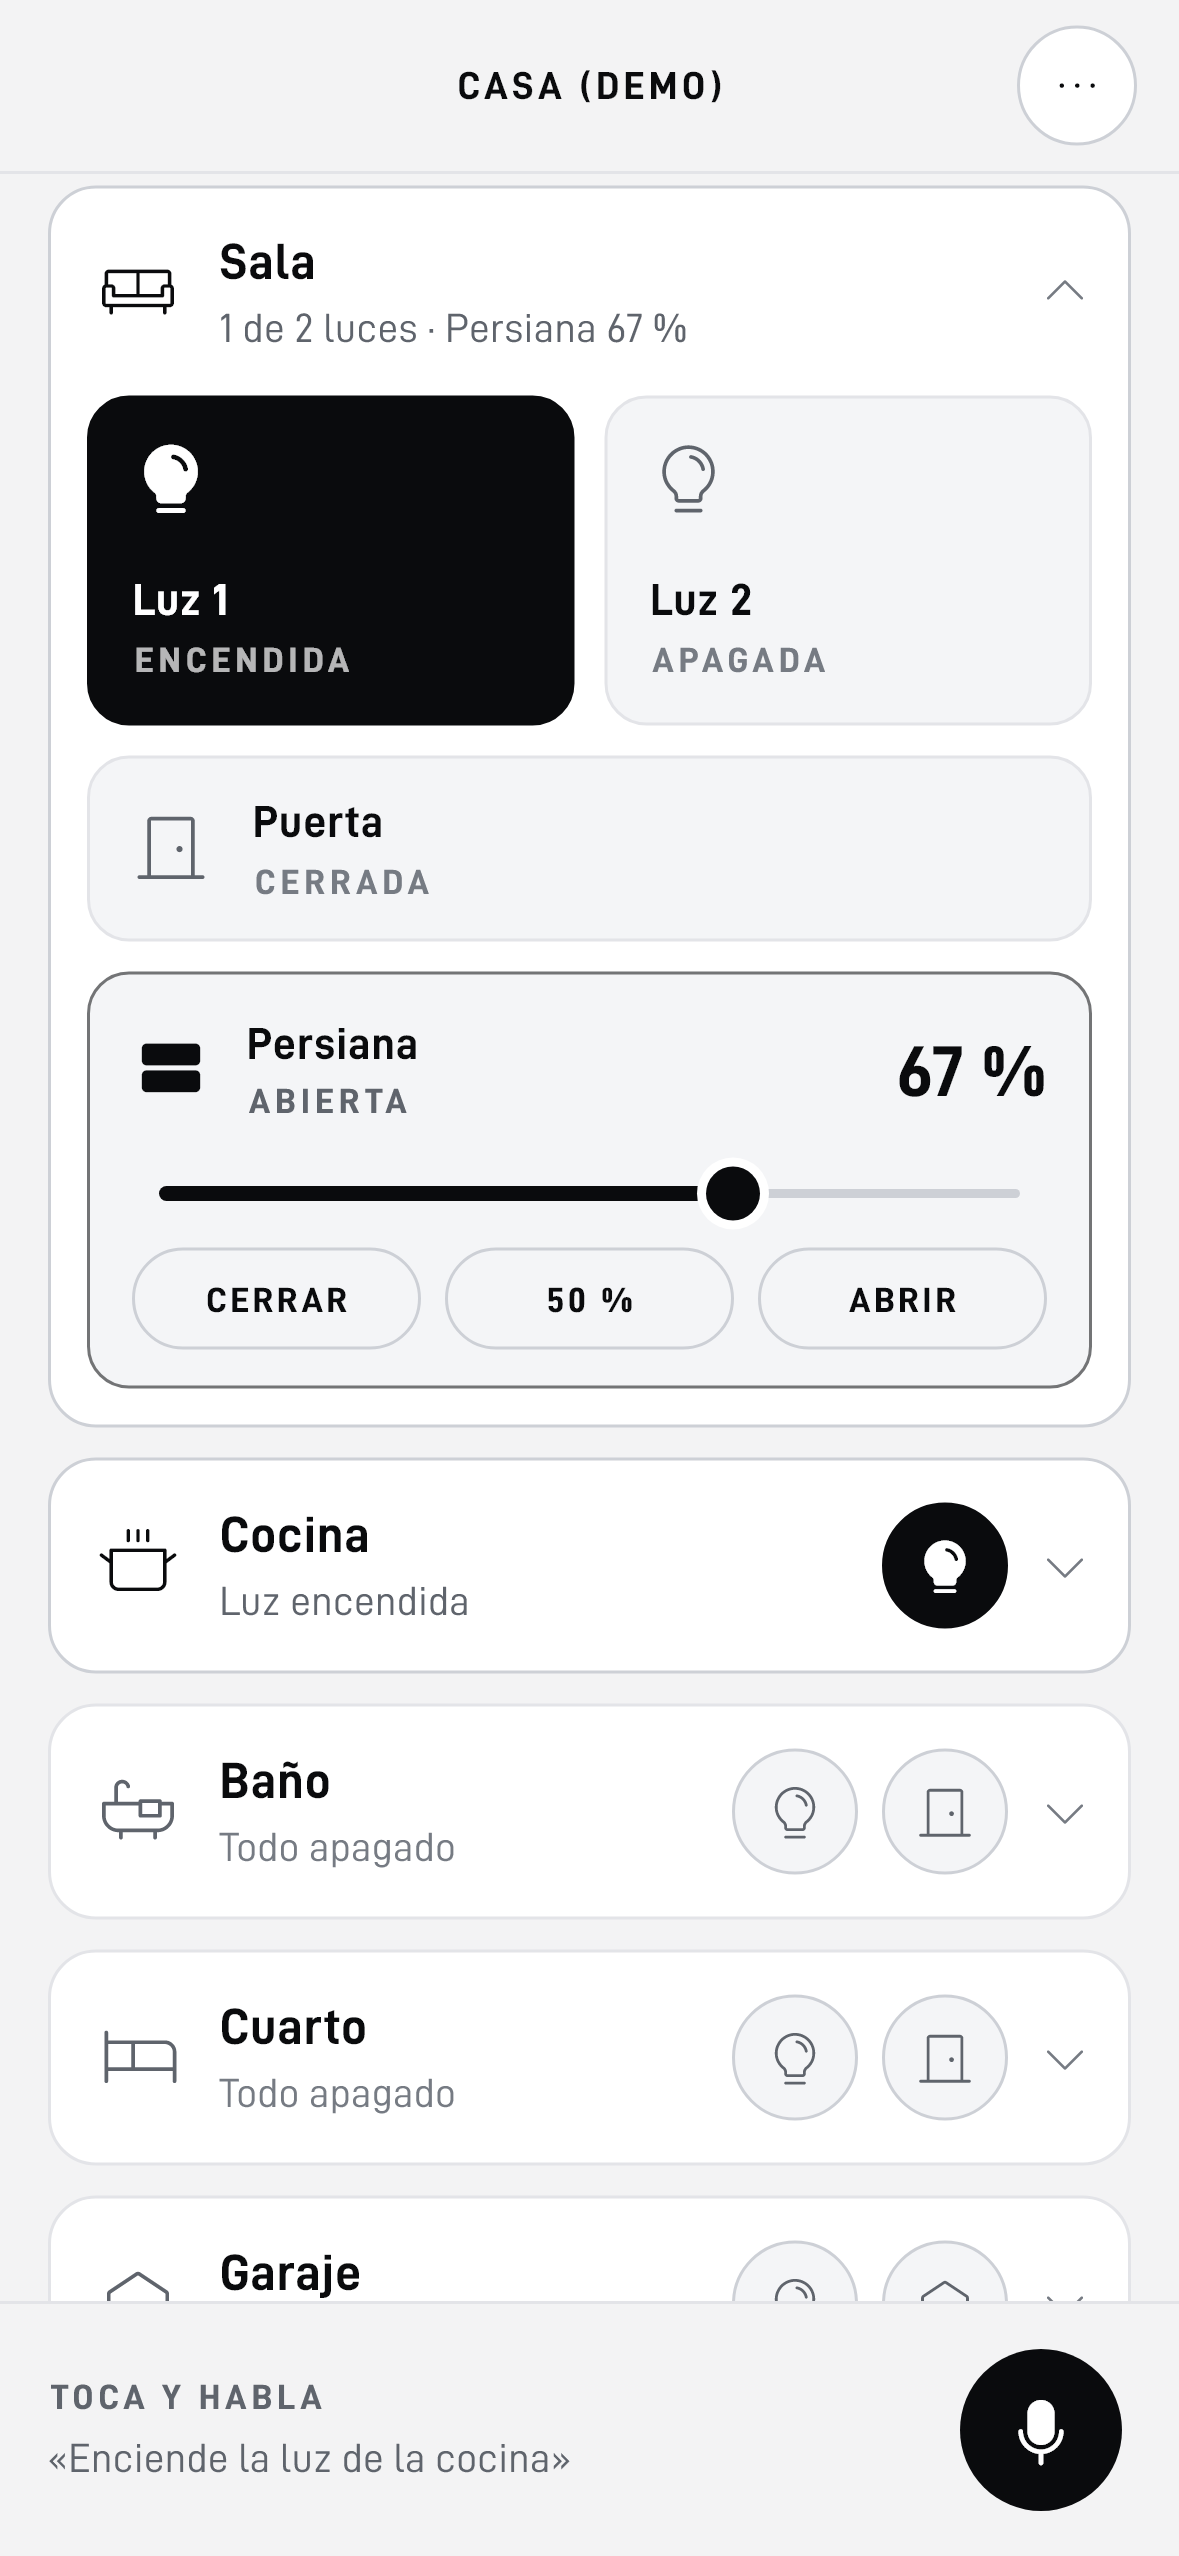 CASA (DEMO)
Sala
1 de 2 luces · Persiana 67 %
Luz 1
ENCENDIDA
Luz 2
APAGADA
Puerta
CERRADA
Persiana
ABIERTA
67 %
CERRAR
50 %
ABRIR
Cocina
Luz encendida
Baño
Todo apagado
Cuarto
Todo apagado
Garaje
TOCA Y HABLA
«Enciende la luz de la cocina»